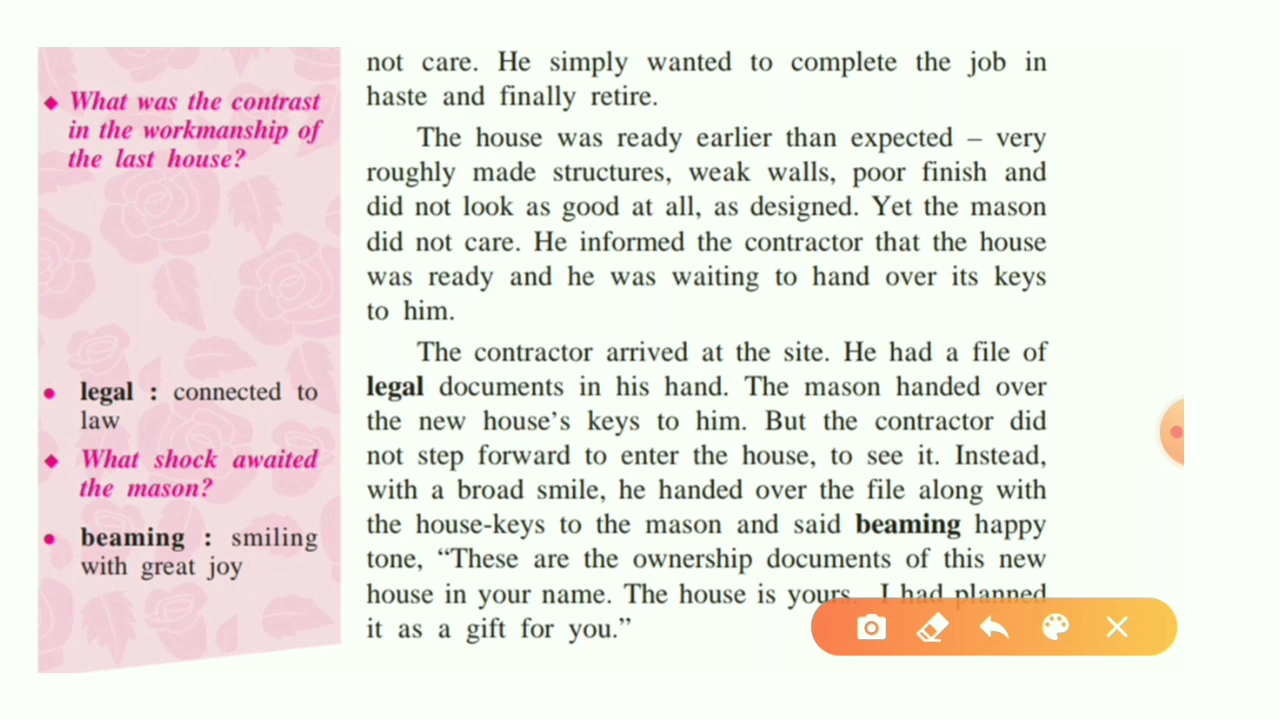 ◆ What was the contrast
in the workmanship of
the last house?
• legal : connected to
law
◆ What shock awaited
the mason?
• beaming : smiling
with great joy
not care. He simply wanted to complete the job in
haste and finally retire.
The house was ready earlier than expected – very
roughly made structures, weak walls, poor finish and
did not look as good at all, as designed. Yet the mason
did not care. He informed the contractor that the house
was ready and he was waiting to hand over its keys
to him.
The contractor arrived at the site. He had a file of
legal documents in his hand. The mason handed over
the new house’s keys to him. But the contractor did
not step forward to enter the house, to see it. Instead,
with a broad smile, he handed over the file along with
the house-keys to the mason and said beaming happy
tone, “These are the ownership documents of this new
house in your name. The house is yours. I had planned
it as a gift for you.”